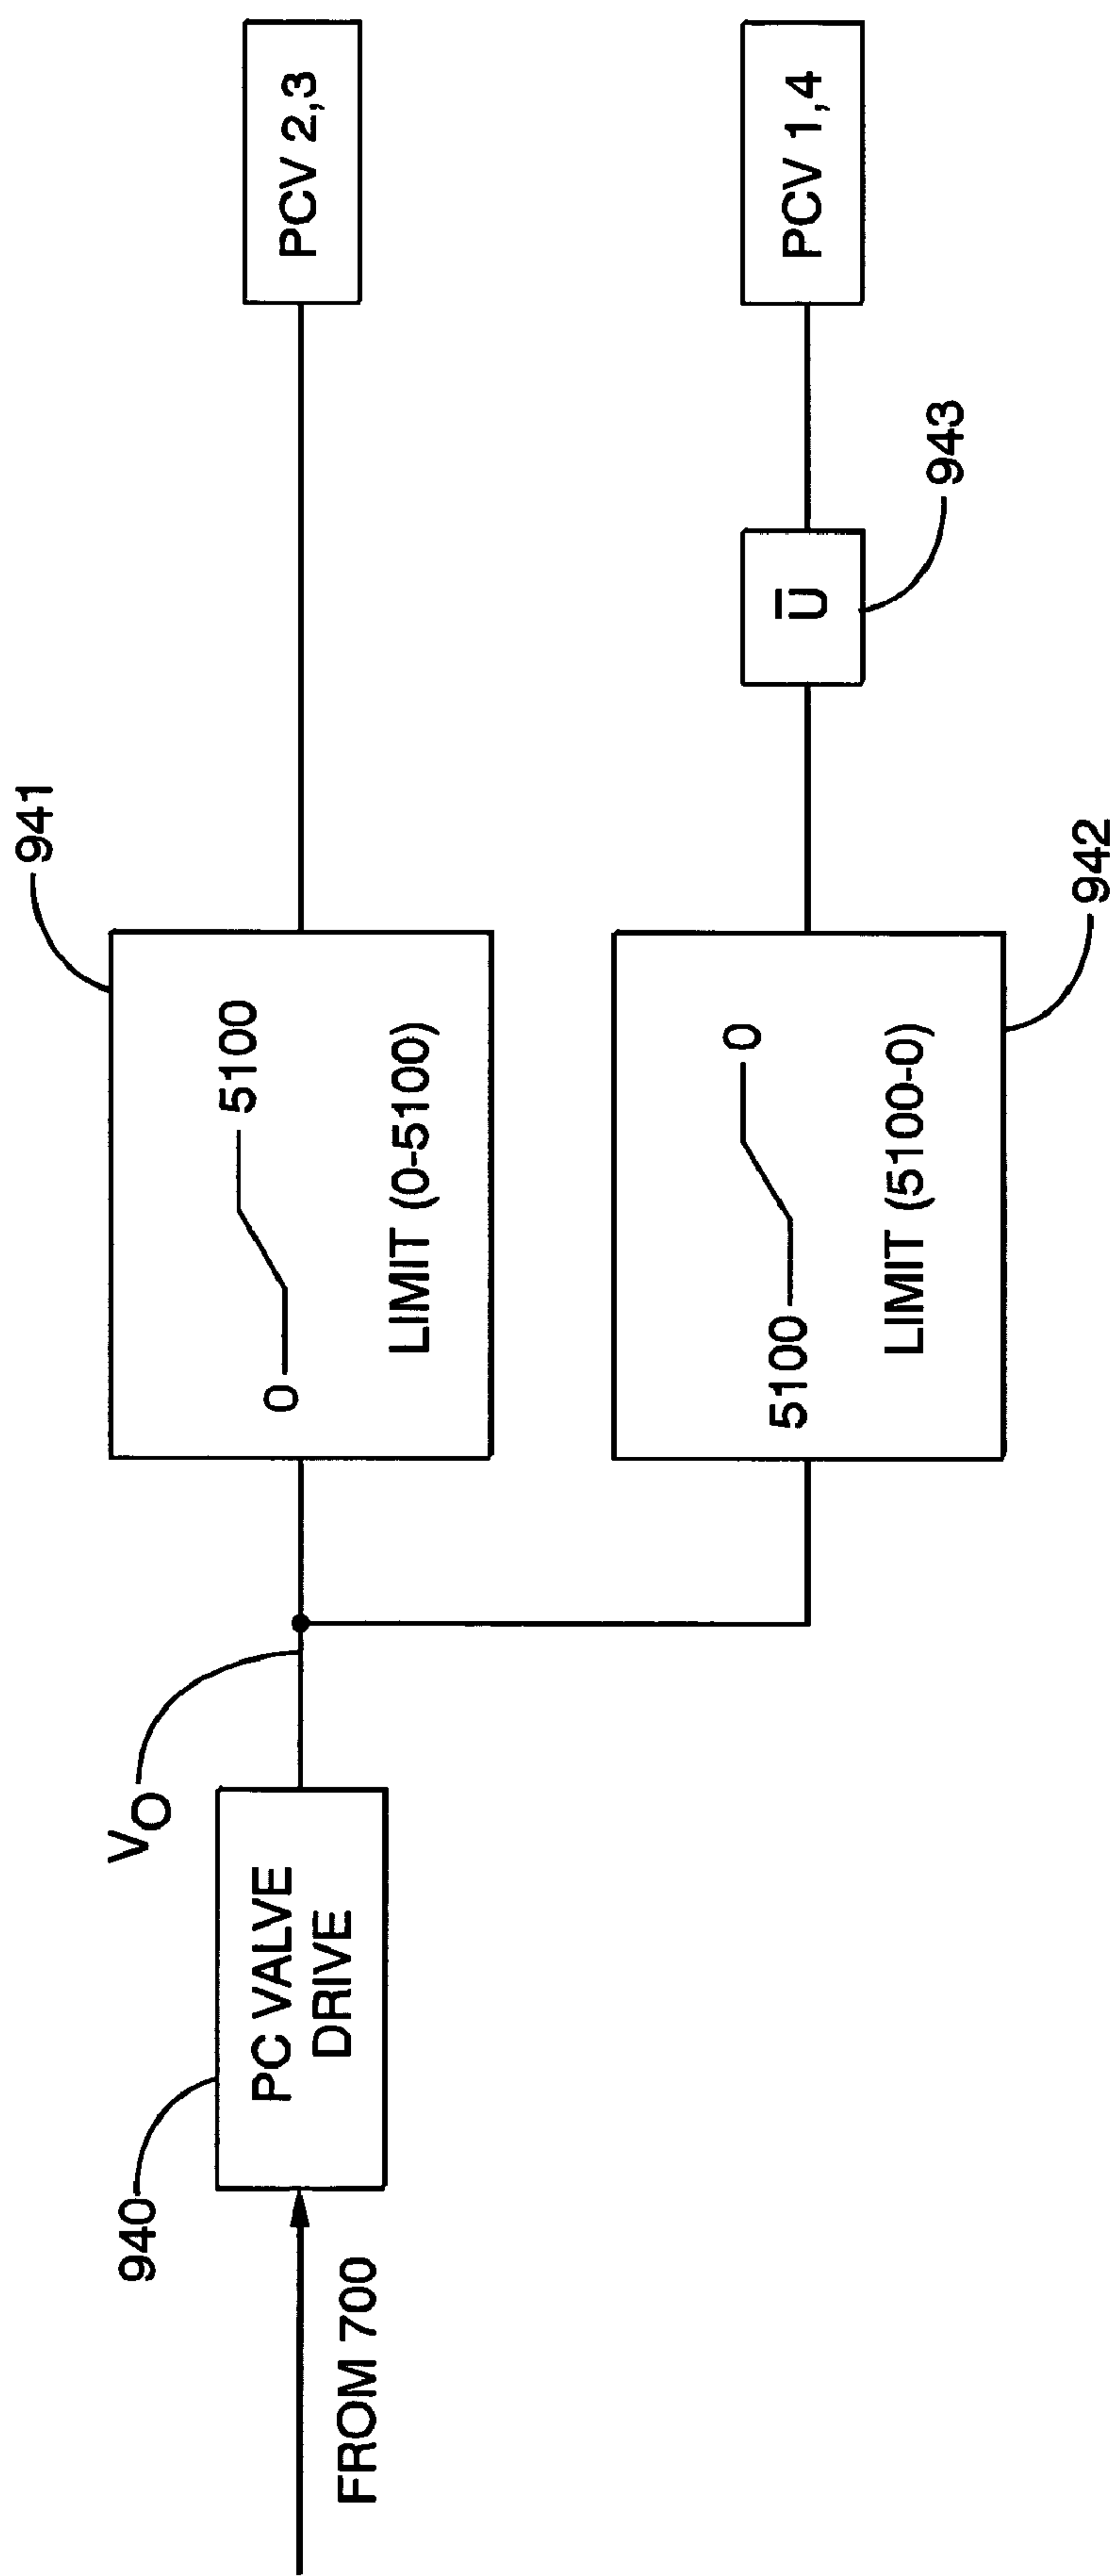 FROM 700
940
PC VALVE
DRIVE
VO
941
0
5100
LIMIT (0-5100)
PCV 2,3
942
5100
0
LIMIT (5100-0)
U̅
943
PCV 1,4